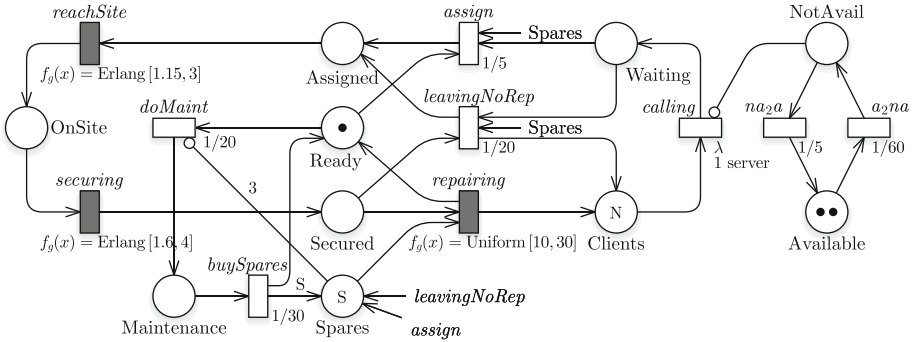 reachSite
assign
NotAvail
Spares
f_g(x) = Erlang [1.15, 3]
Assigned
1/5
Waiting
leavingNoRep
doMaint
calling
na₂a
a₂na
OnSite
1/20
Spares
Ready
1/20
λ
1 server
1/5
1/60
securing
3
repairing
N
f_g(x) = Erlang [1.6, 4]
Secured
f_g(x) = Uniform [10, 30]
Clients
Available
buySpares
S
S
leavingNoRep
Maintenance
1/30
Spares
assign